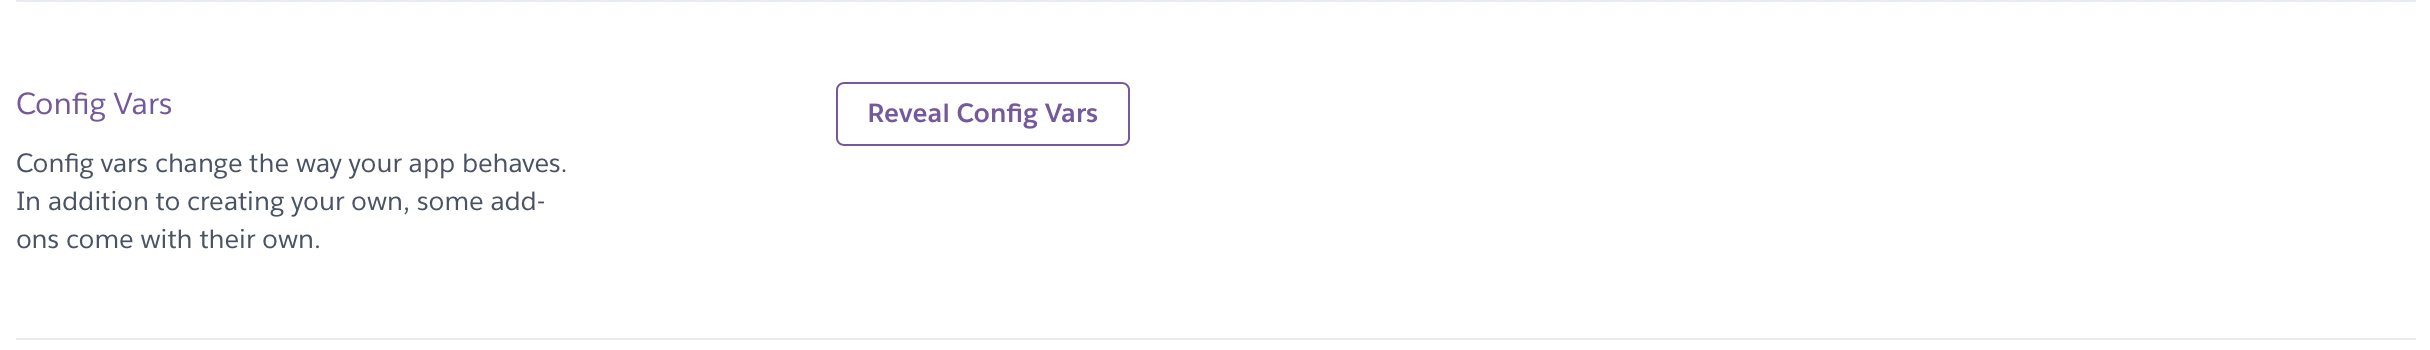 Config Vars
Reveal Config Vars
Config vars change the way your app behaves.
In addition to creating your own, some add-
ons come with their own.